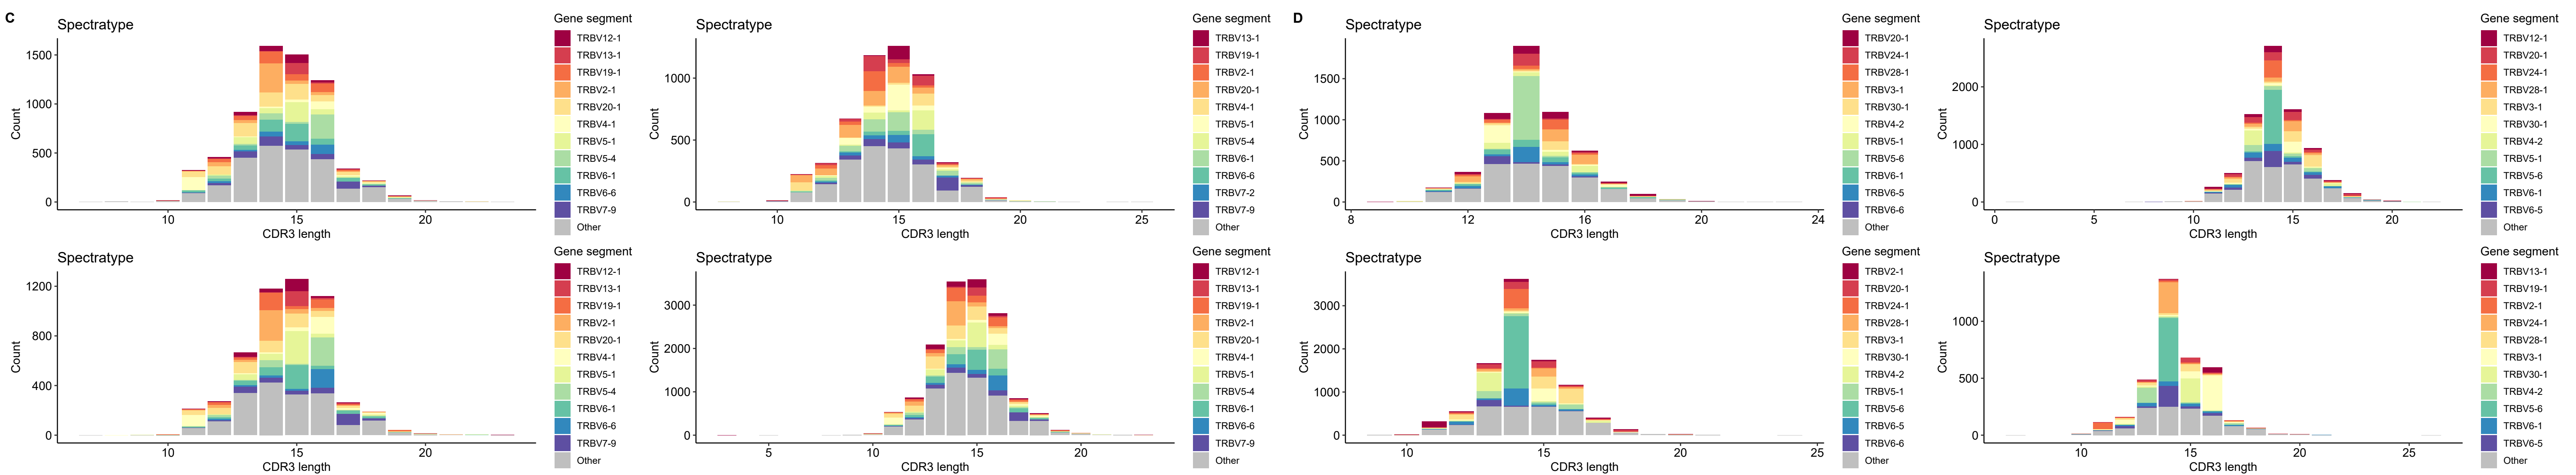 C
Spectratype
Count
1500
1000
500
0
10
15
20
CDR3 length
Gene segment
TRBV12-1
TRBV13-1
TRBV19-1
TRBV2-1
TRBV20-1
TRBV4-1
TRBV5-1
TRBV5-4
TRBV6-1
TRBV6-6
TRBV7-9
Other
Spectratype
Count
1000
500
0
10
15
20
25
CDR3 length
Gene segment
TRBV13-1
TRBV19-1
TRBV2-1
TRBV20-1
TRBV4-1
TRBV5-1
TRBV5-4
TRBV6-1
TRBV6-6
TRBV7-2
TRBV7-9
Other
Spectratype
Count
1200
800
400
0
10
15
20
CDR3 length
Gene segment
TRBV12-1
TRBV13-1
TRBV19-1
TRBV2-1
TRBV20-1
TRBV4-1
TRBV5-1
TRBV5-4
TRBV6-1
TRBV6-6
TRBV7-9
Other
Spectratype
Count
3000
2000
1000
0
5
10
15
20
CDR3 length
Gene segment
TRBV12-1
TRBV13-1
TRBV19-1
TRBV2-1
TRBV20-1
TRBV4-1
TRBV5-1
TRBV5-4
TRBV6-1
TRBV6-6
TRBV7-9
Other
D
Spectratype
Count
1500
1000
500
0
8
12
16
20
24
CDR3 length
Gene segment
TRBV20-1
TRBV24-1
TRBV28-1
TRBV3-1
TRBV30-1
TRBV4-2
TRBV5-1
TRBV5-6
TRBV6-1
TRBV6-5
TRBV6-6
Other
Spectratype
Count
2000
1000
0
0
5
10
15
20
CDR3 length
Gene segment
TRBV12-1
TRBV20-1
TRBV24-1
TRBV28-1
TRBV3-1
TRBV30-1
TRBV4-2
TRBV5-1
TRBV5-6
TRBV6-1
TRBV6-5
Other
Spectratype
Count
3000
2000
1000
0
10
15
20
25
CDR3 length
Gene segment
TRBV2-1
TRBV20-1
TRBV24-1
TRBV28-1
TRBV3-1
TRBV30-1
TRBV4-2
TRBV5-1
TRBV5-6
TRBV6-5
TRBV6-6
Other
Spectratype
Count
1000
500
0
10
15
20
25
CDR3 length
Gene segment
TRBV13-1
TRBV19-1
TRBV2-1
TRBV24-1
TRBV28-1
TRBV3-1
TRBV30-1
TRBV4-2
TRBV5-6
TRBV6-1
TRBV6-5
Other